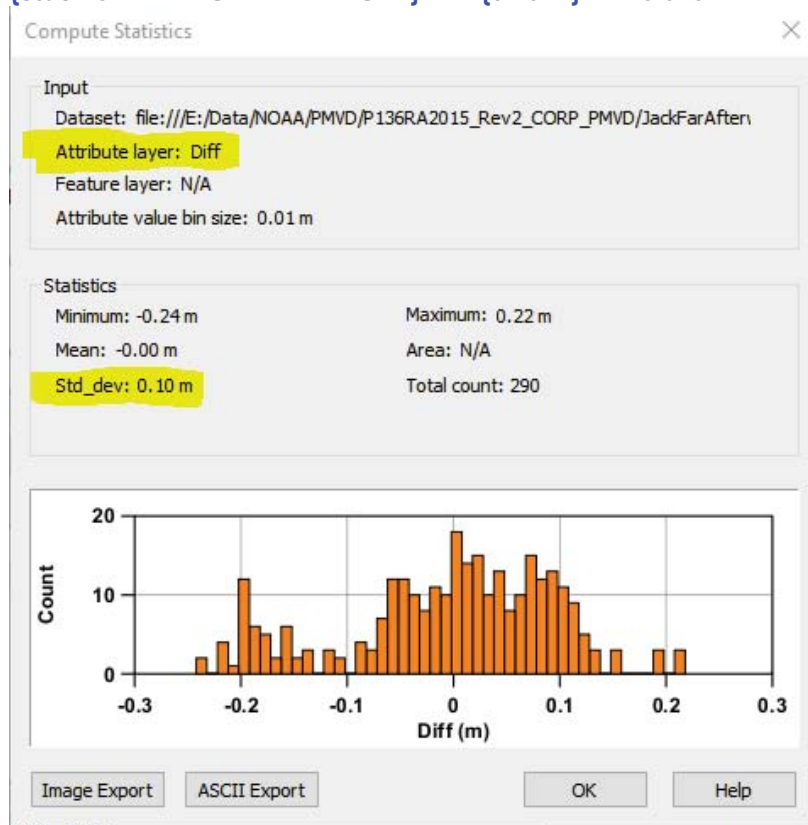 Compute Statistics
Input
Dataset: file:///E:/Data/NOAA/PMVD/P136RA2015_Rev2_CORP_PMVD/JackFarAfter
Attribute layer: Diff
Feature layer: N/A
Attribute value bin size: 0.01 m
Statistics
Minimum: -0.24 m Maximum: 0.22 m
Mean: -0.00 m Area: N/A
Std_dev: 0.10 m Total count: 290
20
10
0
Count
-0.3 -0.2 -0.1 0 0.1 0.2 0.3
Diff (m)
Image Export ASCII Export OK Help